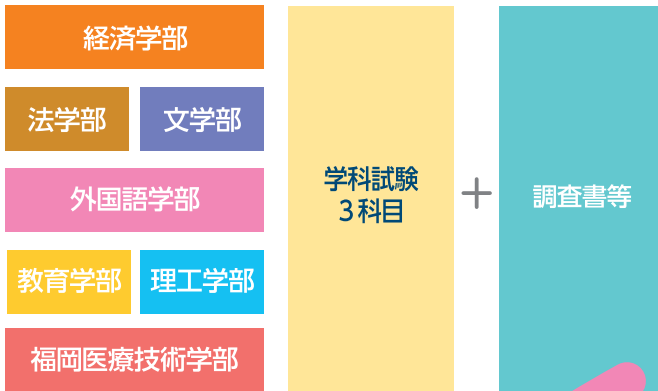 経済学部
法学部
文学部
外国語学部
教育学部
理工学部
福岡医療技術学部
学科試験
3科目
+
調査書等